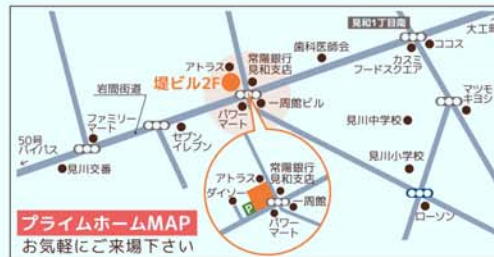 見和1丁目南
大工町
ココス
歯科医師会
カスミ
フードスクエア
常陽銀行
見和支店
アトラス
堤ビル2F
マツモト
キヨシ
岩間街道
一周館ビル
パワー
マート
ファミリー
マート
セブン
イレブン
見川中学校
50号
バイパス
見川交番
見川小学校
常陽銀行
見和支店
アトラス
ダイソー
一周館
P
パワー
マート
ローソン
プライムホームMAP
お気軽にご来場下さい